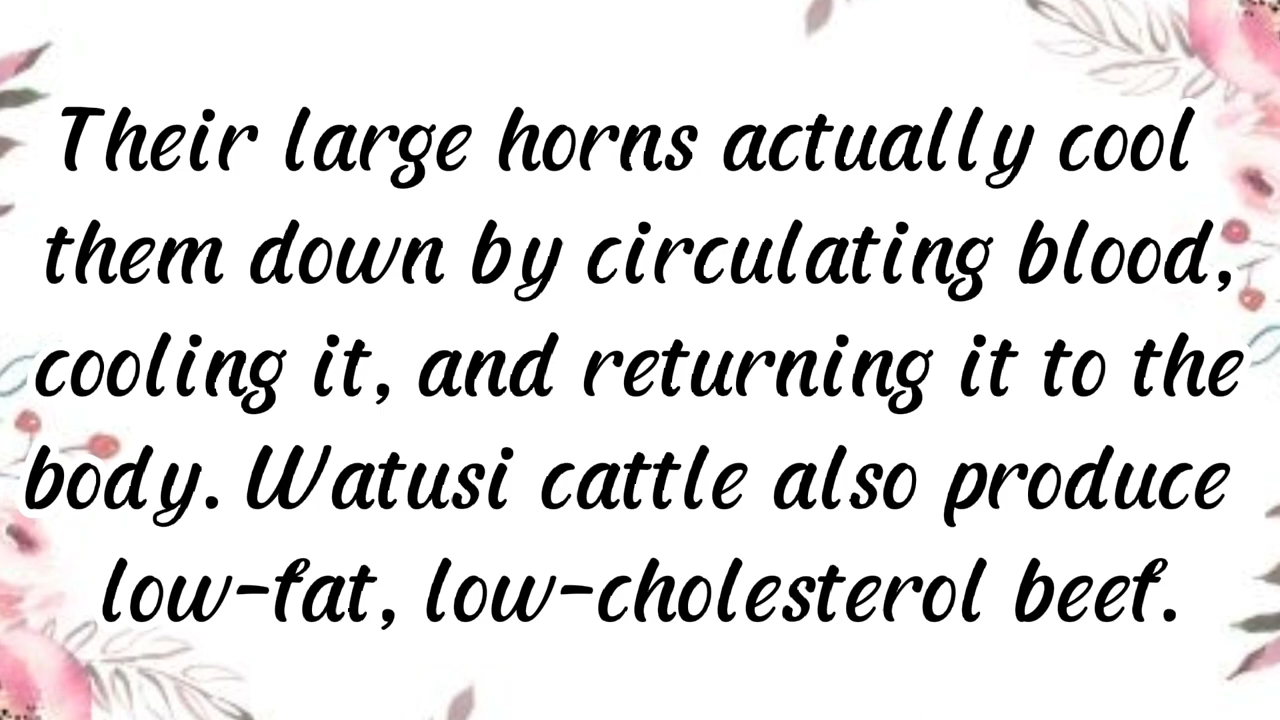 Their large horns actually cool
them down by circulating blood,
cooling it, and returning it to the
body. Watusi cattle also produce
low-fat, low-cholesterol beef.